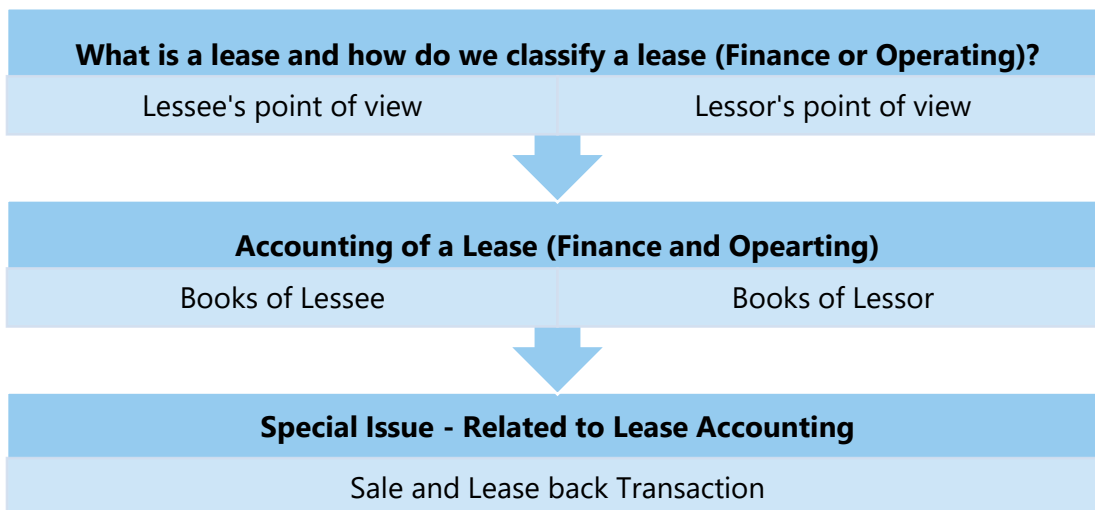 What is a lease and how do we classify a lease (Finance or Operating)?
Lessee's point of view
Lessor's point of view
Accounting of a Lease (Finance and Opearting)
Books of Lessee
Books of Lessor
Special Issue - Related to Lease Accounting
Sale and Lease back Transaction